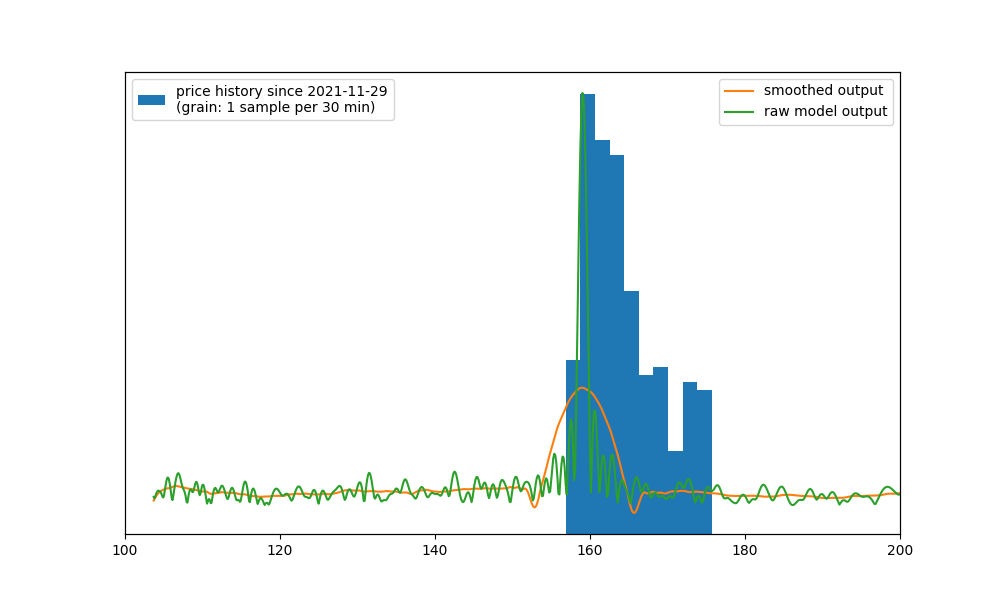 price history since 2021-11-29
(grain: 1 sample per 30 min)
smoothed output
raw model output
100
120
140
160
180
200